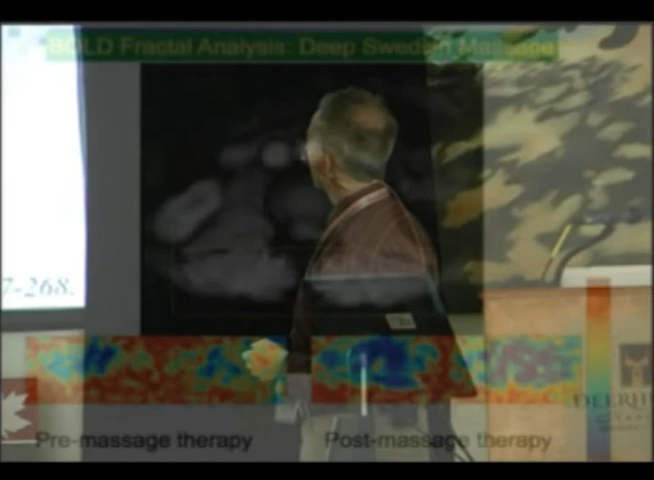 BOLD Fractal Analysis: Deep Swedish Massage
7-268.
Pre-massage therapy
Post-massage therapy